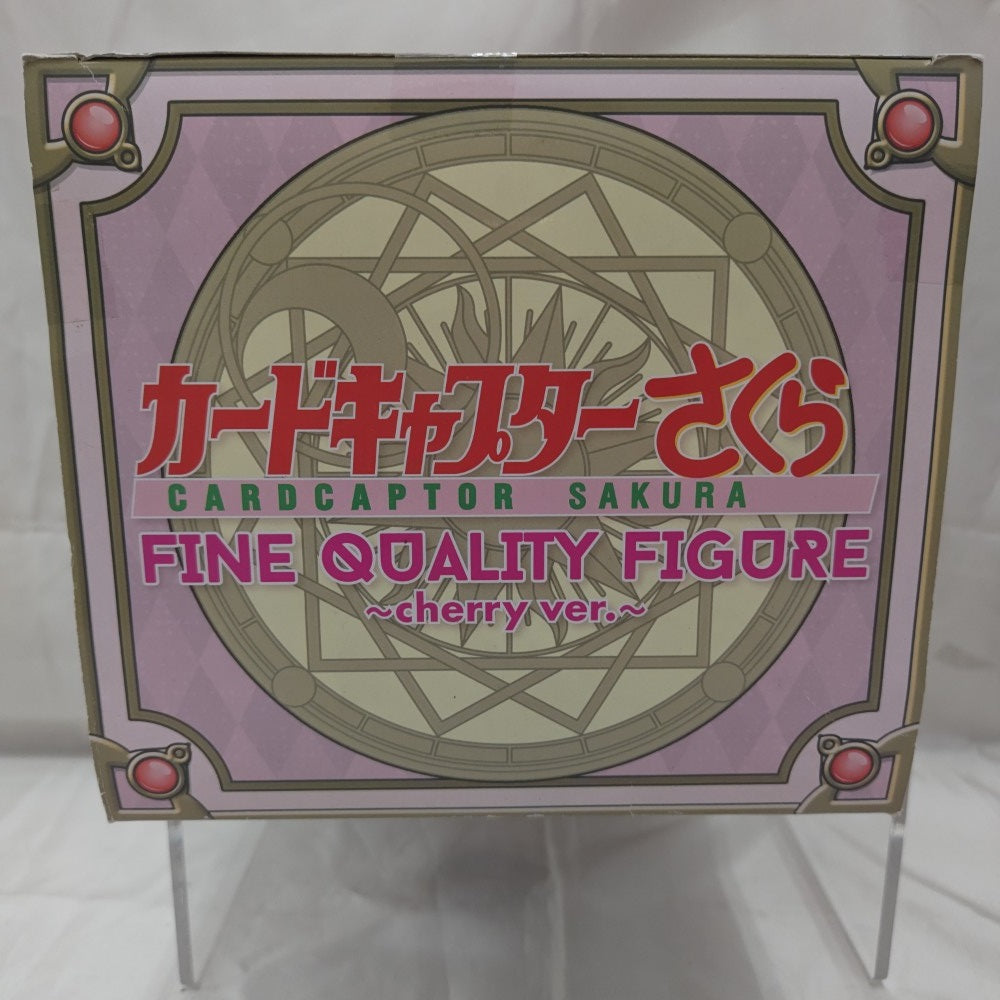 カードキャプターさくら
CARDCAPTOR SAKURA
FINE QUALITY FIGURE
~cherry ver.~